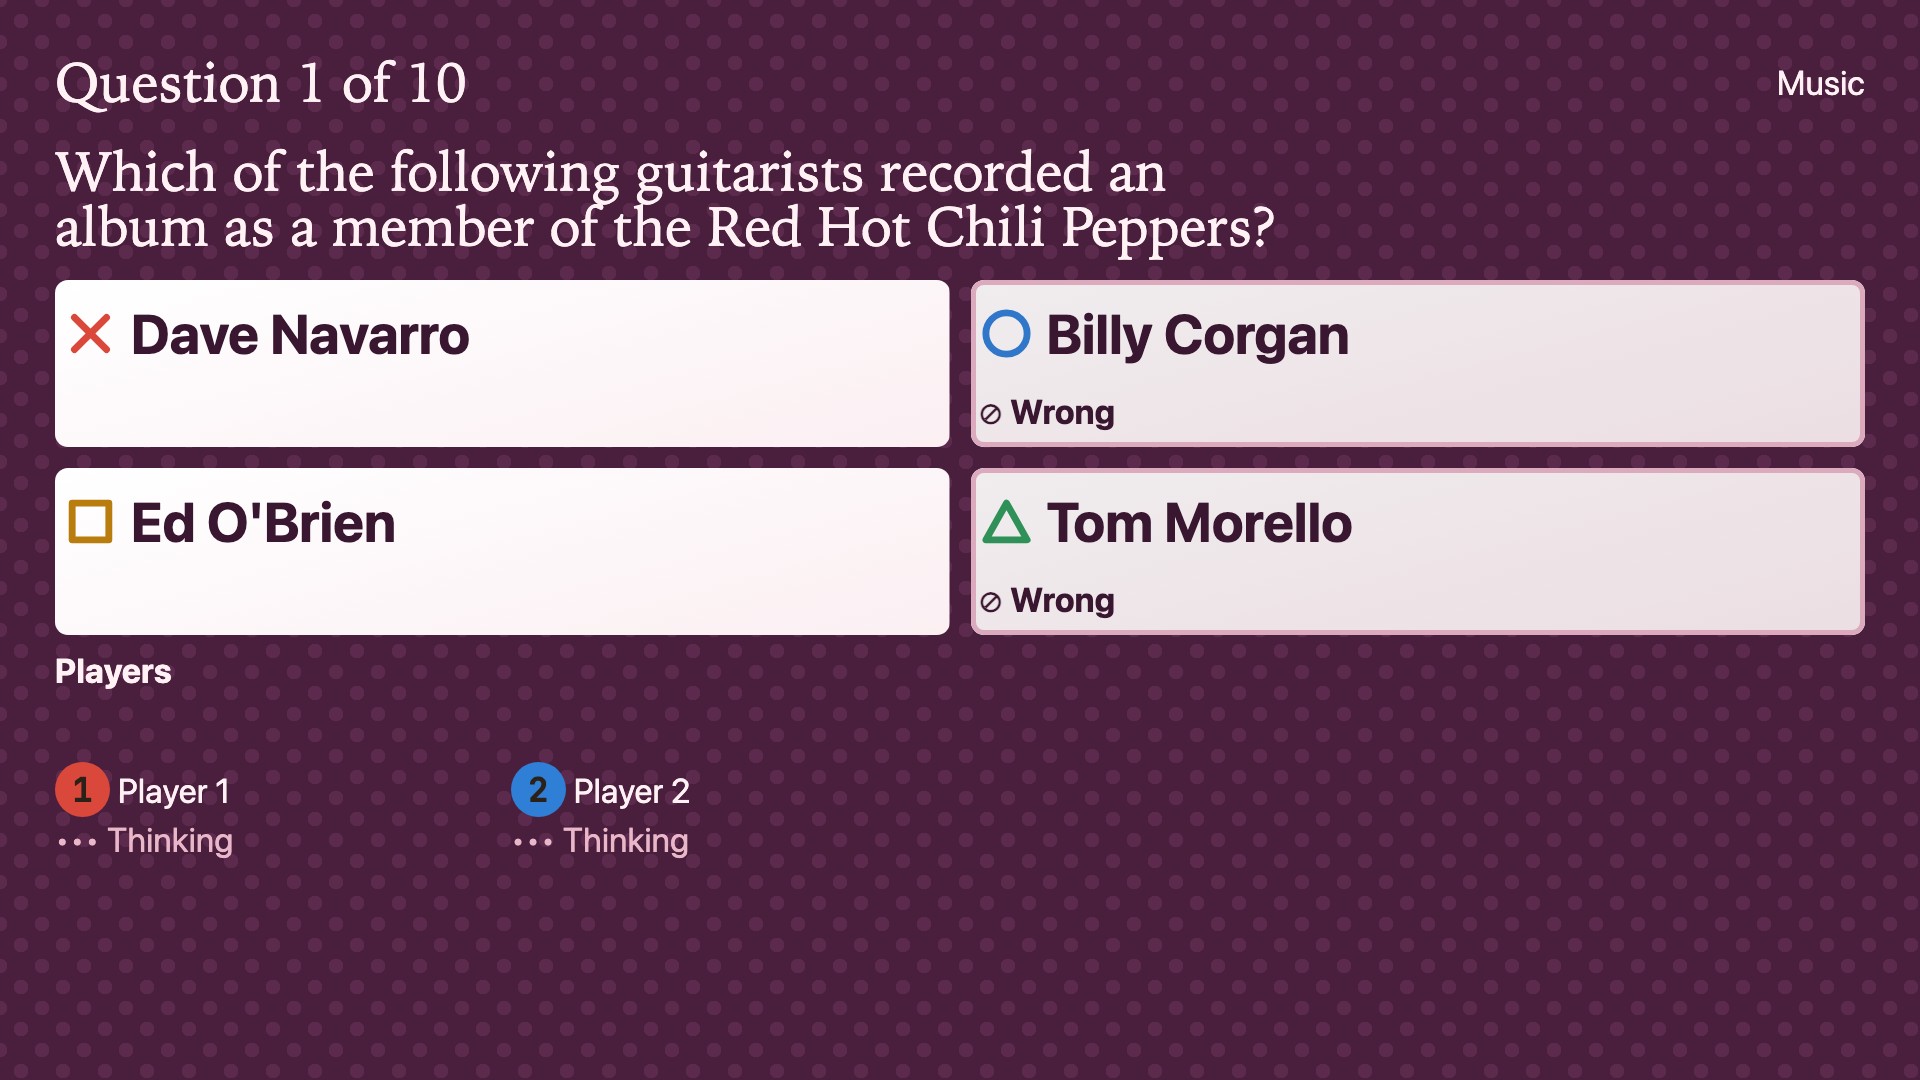 Question 1 of 10
Music
Which of the following guitarists recorded an
album as a member of the Red Hot Chili Peppers?
Dave Navarro
Billy Corgan
Wrong
Ed O'Brien
Tom Morello
Wrong
Players
1 Player 1
2 Player 2
... Thinking
... Thinking